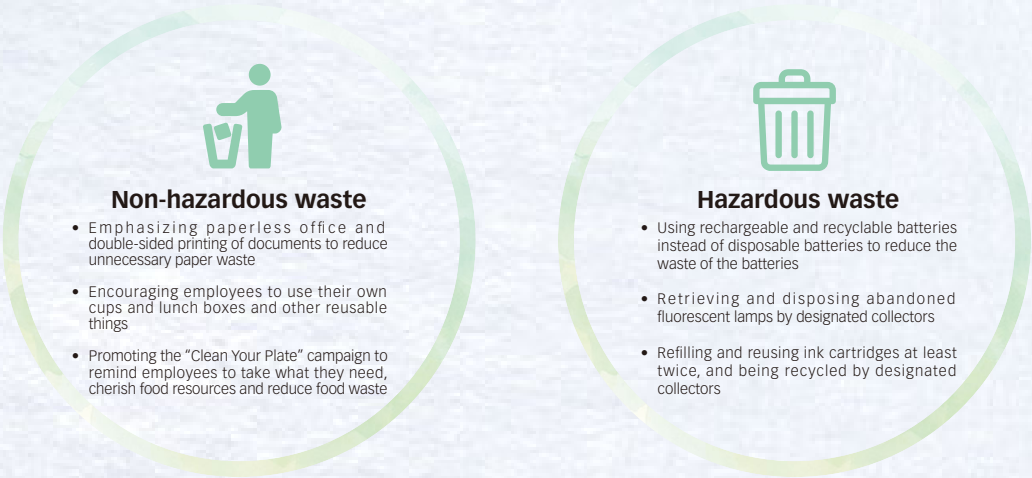 Non-hazardous waste
• Emphasizing paperless office and
double-sided printing of documents to reduce
unnecessary paper waste
• Encouraging employees to use their own
cups and lunch boxes and other reusable
things
• Promoting the “Clean Your Plate” campaign to
remind employees to take what they need,
cherish food resources and reduce food waste
Hazardous waste
• Using rechargeable and recyclable batteries
instead of disposable batteries to reduce the
waste of the batteries
• Retrieving and disposing abandoned
fluorescent lamps by designated collectors
• Refilling and reusing ink cartridges at least
twice, and being recycled by designated
collectors